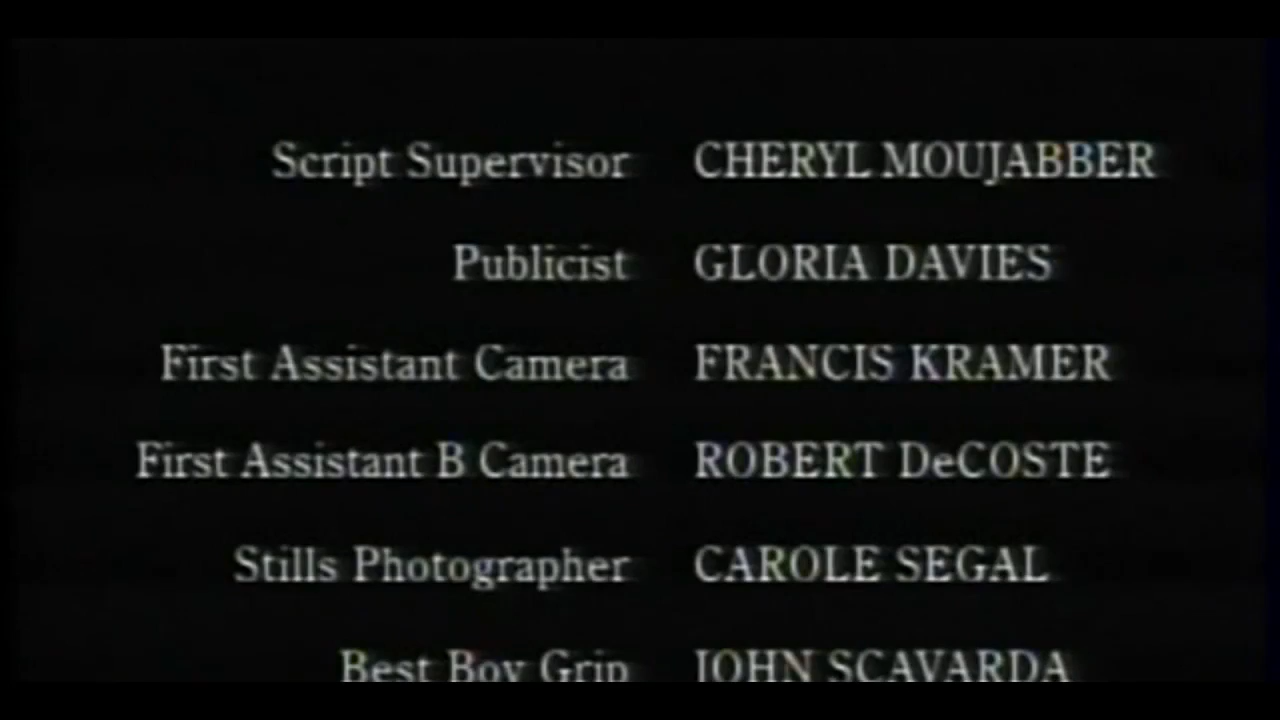 Script Supervisor CHERYL MOUJABBER
Publicist GLORIA DAVIES
First Assistant Camera FRANCIS KRAMER
First Assistant B Camera ROBERT DeCOSTE
Stills Photographer CAROLE SEGAL
Best Boy Grip JOHN SCAVARDA